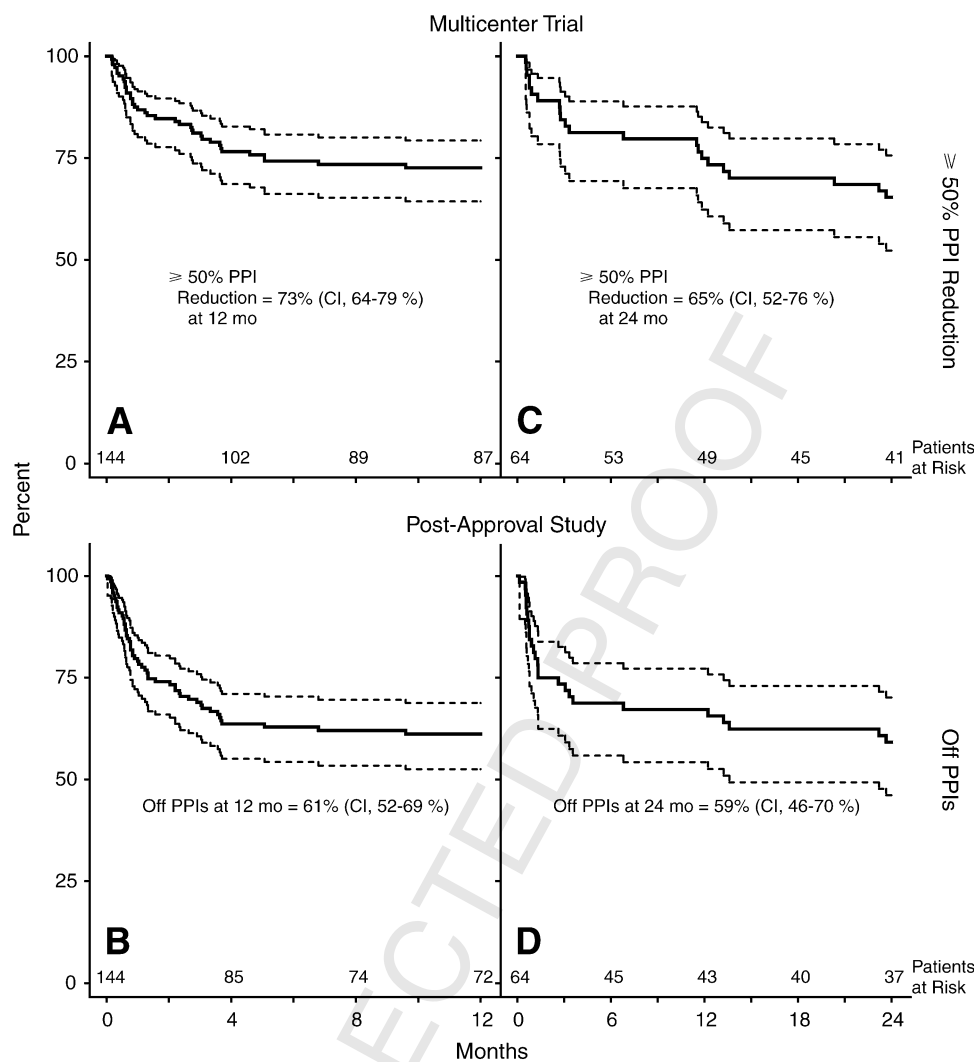 Multicenter Trial
100
75
50
25
0
Percent
≥ 50% PPI
Reduction = 73% (CI, 64-79 %)
at 12 mo
A
144 102 89 87
≥ 50% PPI
Reduction = 65% (CI, 52-76 %)
at 24 mo
C
64 53 49 45 41
Patients
at Risk
≥ 50% PPI Reduction
Post-Approval Study
100
75
50
25
0
Off PPIs at 12 mo = 61% (CI, 52-69 %)
B
144 85 74 72
Off PPIs at 24 mo = 59% (CI, 46-70 %)
D
64 45 43 40 37
Patients
at Risk
Off PPIs
0 4 8 12
0 6 12 18 24
Months
ECTED PROOF